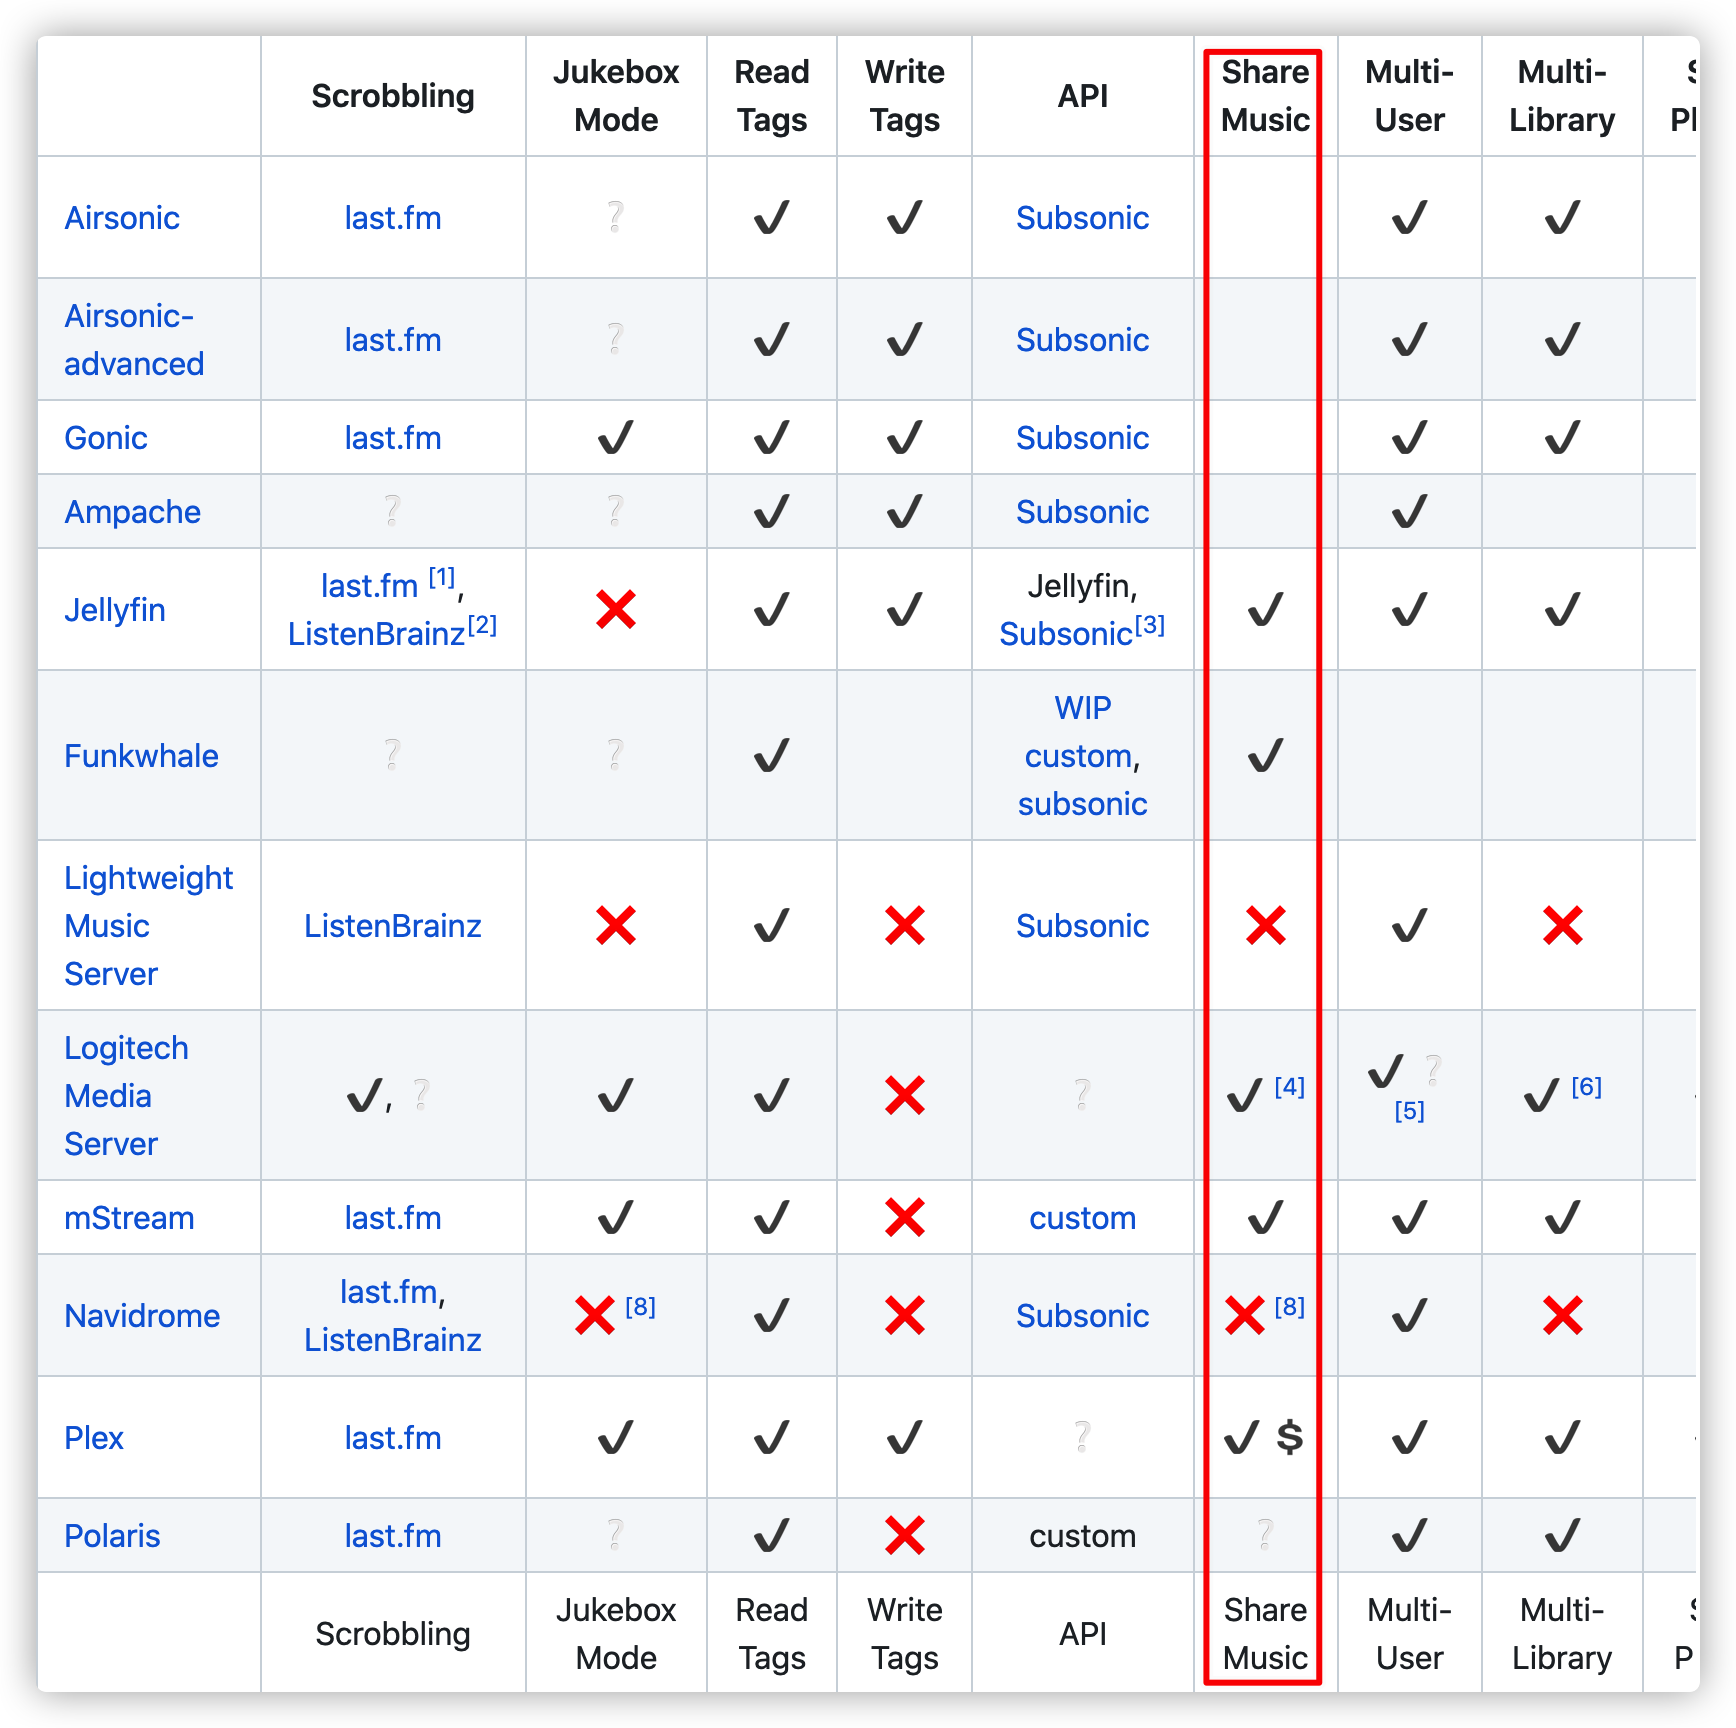 Scrobbling Jukebox Mode Read Tags Write Tags API Share Music Multi-User Multi-Library
Airsonic last.fm ❔ ✔ ✔ Subsonic ✔ ✔
Airsonic-advanced last.fm ❔ ✔ ✔ Subsonic ✔ ✔
Gonic last.fm ✔ ✔ ✔ Subsonic ✔ ✔
Ampache ❔ ❔ ✔ ✔ Subsonic ✔
Jellyfin last.fm [1], ListenBrainz[2] ❌ ✔ ✔ Jellyfin, Subsonic[3] ✔ ✔ ✔
Funkwhale ❔ ❔ ✔ WIP custom, subsonic ✔
Lightweight Music Server ListenBrainz ❌ ✔ ❌ Subsonic ❌ ✔ ❌
Logitech Media Server ✔, ❔ ✔ ✔ ❌ ❔ ✔ [4] ✔ ❔ [5] ✔ [6]
mStream last.fm ✔ ✔ ❌ custom ✔ ✔ ✔
Navidrome last.fm, ListenBrainz ❌ [8] ✔ ❌ Subsonic ❌ [8] ✔ ❌
Plex last.fm ✔ ✔ ✔ ❔ ✔ $ ✔ ✔
Polaris last.fm ❔ ✔ ❌ custom ❔ ✔ ✔
Scrobbling Jukebox Mode Read Tags Write Tags API Share Music Multi-User Multi-Library